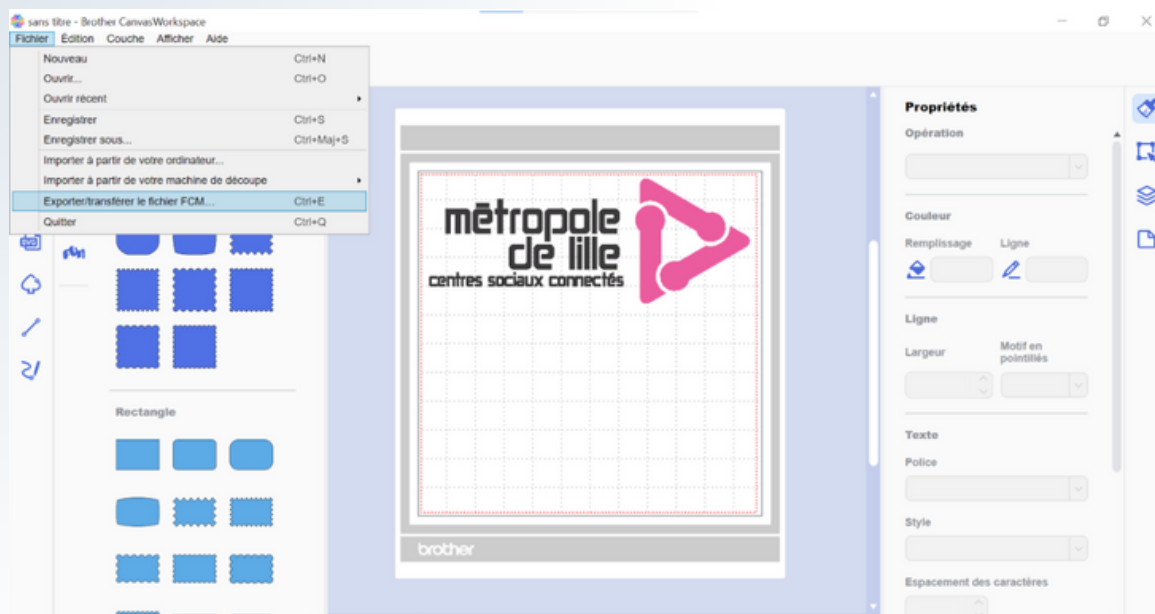 sans titre - Brother CanvasWorkspace
Fichier Édition Couche Afficher Aide
Nouveau Ctrl+N
Ouvrir... Ctrl+O
Ouvrir récent
Enregistrer Ctrl+S
Enregistrer sous... Ctrl+Maj+S
Importer à partir de votre ordinateur...
Importer à partir de votre machine de découpe
Exporter/transférer le fichier FCM... Ctrl+E
Quitter Ctrl+Q
Rectangle
mētropole
de lille
centres sociaux connectés
brother
Propriétés
Opération
Couleur
Remplissage Ligne
Ligne
Largeur Motif en
pointillés
Texte
Police
Style
Espacement des caractères